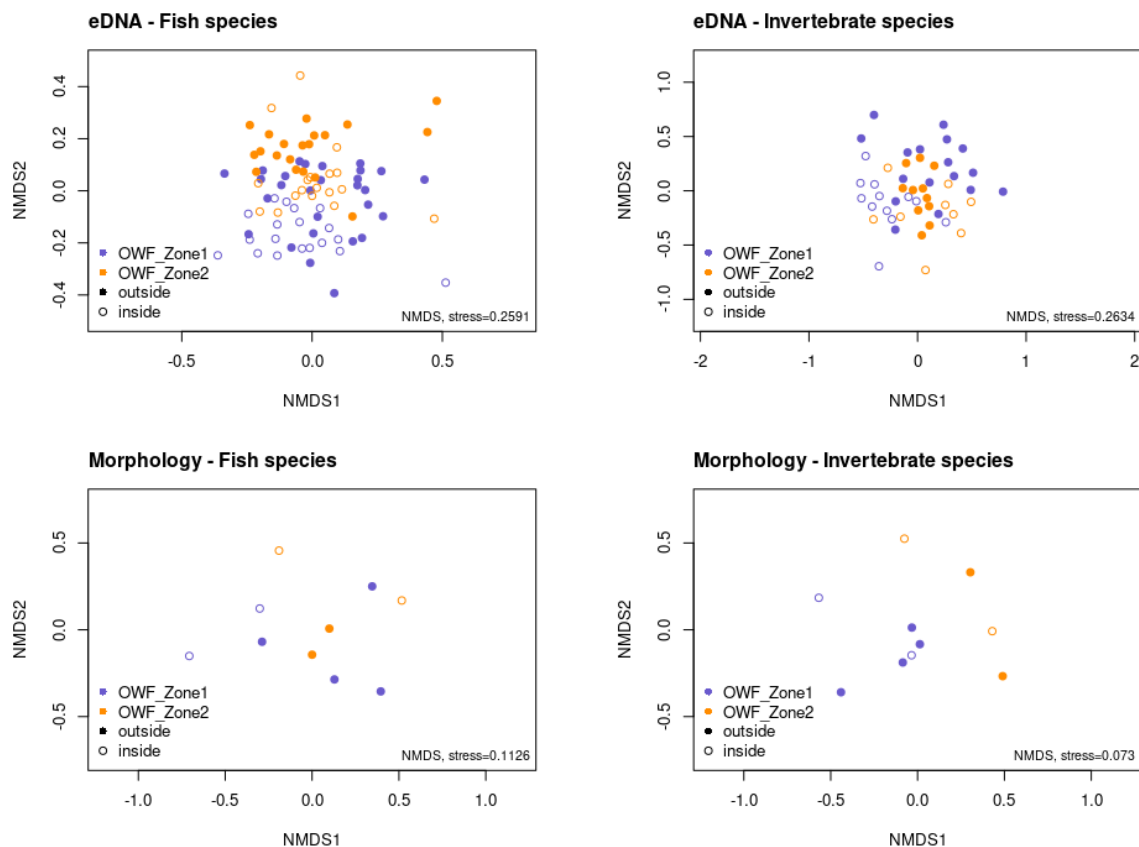 eDNA - Fish species
0.4
0.2
0.0
-0.2
-0.4
NMDS2
OWF_Zone1
OWF_Zone2
outside
inside
NMDS, stress=0.2591
-0.5 0.0 0.5
NMDS1
eDNA - Invertebrate species
1.0
0.5
0.0
-0.5
-1.0
NMDS2
OWF_Zone1
OWF_Zone2
outside
inside
NMDS, stress=0.2634
-2 -1 0 1 2
NMDS1
Morphology - Fish species
0.5
0.0
-0.5
NMDS2
OWF_Zone1
OWF_Zone2
outside
inside
NMDS, stress=0.1126
-1.0 -0.5 0.0 0.5 1.0
NMDS1
Morphology - Invertebrate species
0.5
0.0
-0.5
NMDS2
OWF_Zone1
OWF_Zone2
outside
inside
NMDS, stress=0.073
-1.0 -0.5 0.0 0.5 1.0
NMDS1